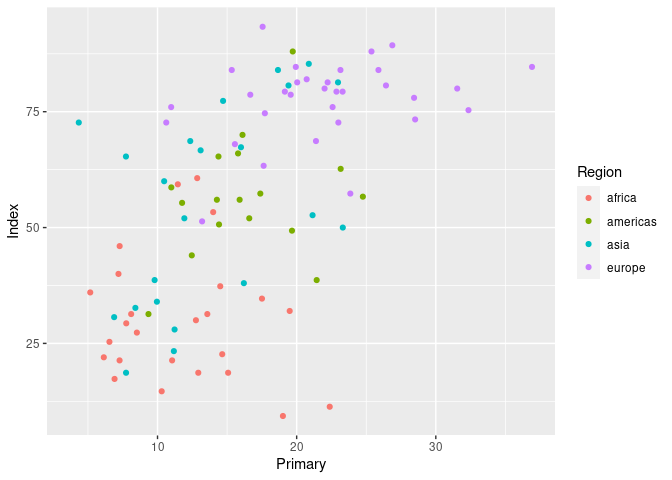 75
50
25
10
20
30
Index
Primary
Region
africa
americas
asia
europe